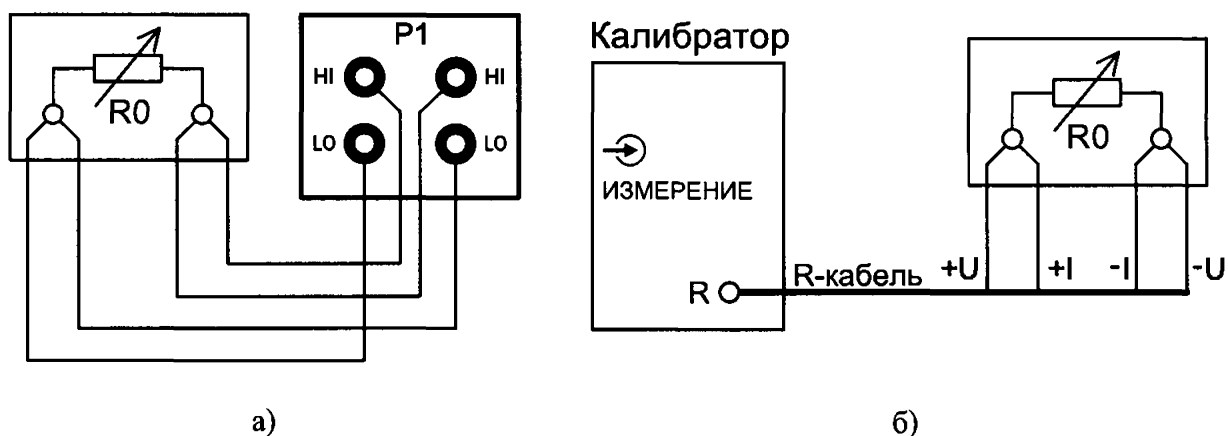 P1
HI
HI
R0
LO
LO
а)
Калибратор
R0
ИЗМЕРЕНИЕ
R-кабель
+U
+I
-I
-U
R
б)